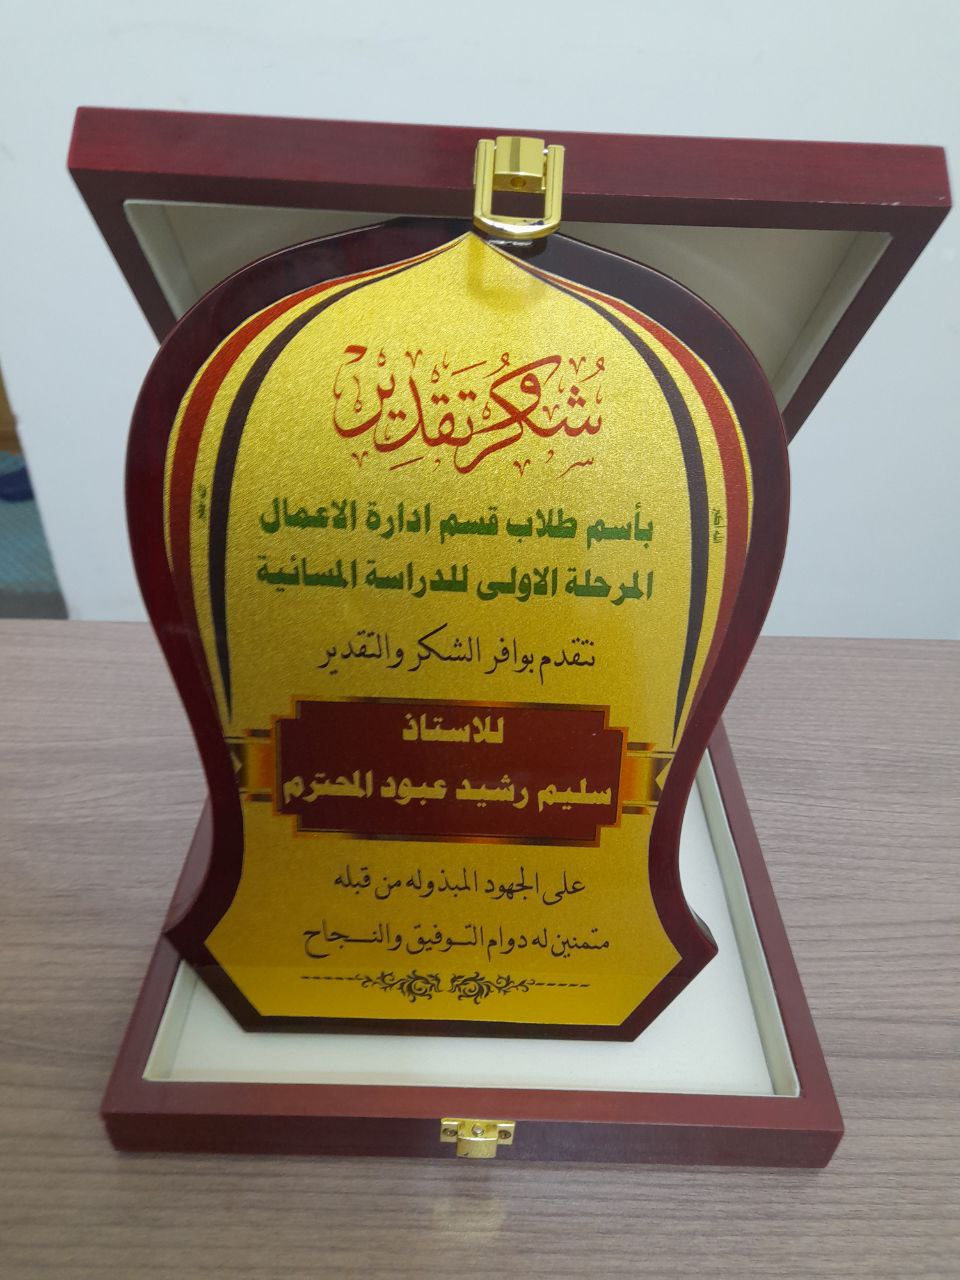 شكر وتقدير
بأسم طلاب قسم ادارة الاعمال
المرحلة الاولى للدراسة المسائية
نتقدم بوافر الشكر والتقدير
للاستاذ
سليم رشيد عبود المحترم
على الجهود المبذوله من قبله
متمنين له دوام التوفيق والنجاح